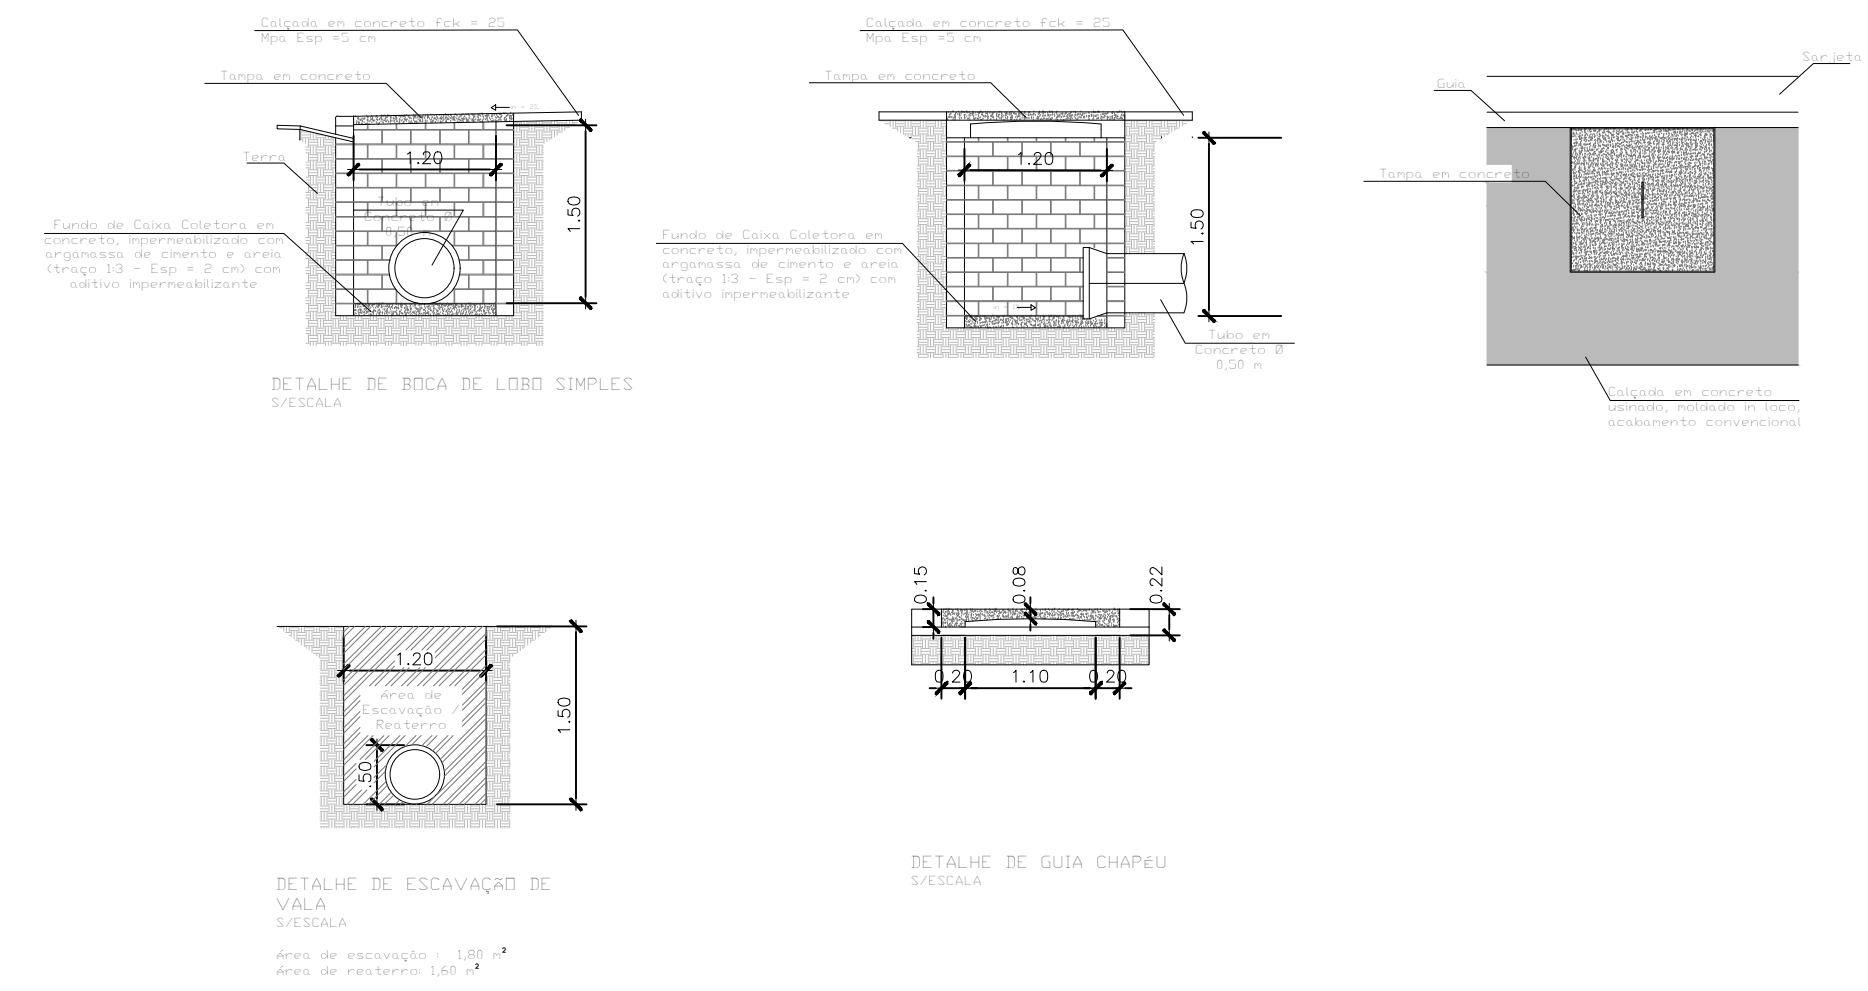 Calçada em concreto fck = 25
Mpa Esp =5 cm
Tampa em concreto
Terra
1.20
1.50
Tubo em
Concreto Ø
0,50 m
Fundo de Caixa Coletora em
concreto, impermeabilizado com
argamassa de cimento e areia
(traço 1:3 - Esp = 2 cm) com
aditivo impermeabilizante
DETALHE DE BOCA DE LOBO SIMPLES
S/ESCALA
Calçada em concreto fck = 25
Mpa Esp =5 cm
Tampa em concreto
1.20
1.50
Fundo de Caixa Coletora em
concreto, impermeabilizado com
argamassa de cimento e areia
(traço 1:3 - Esp = 2 cm) com
aditivo impermeabilizante
Tubo em
Concreto Ø
0,50 m
Sarjeta
Guia
Tampa em concreto
Calçada em concreto
usinado, moldado in loco,
acabamento convencional
1.20
Área de
Escavação /
Reaterro
1.50
.50
DETALHE DE ESCAVAÇÃO DE
VALA
S/ESCALA
Área de escavação : 1,80 m²
Área de reaterro: 1,60 m²
0.15
0.08
0.22
0.20
1.10
0.20
DETALHE DE GUIA CHAPÉU
S/ESCALA